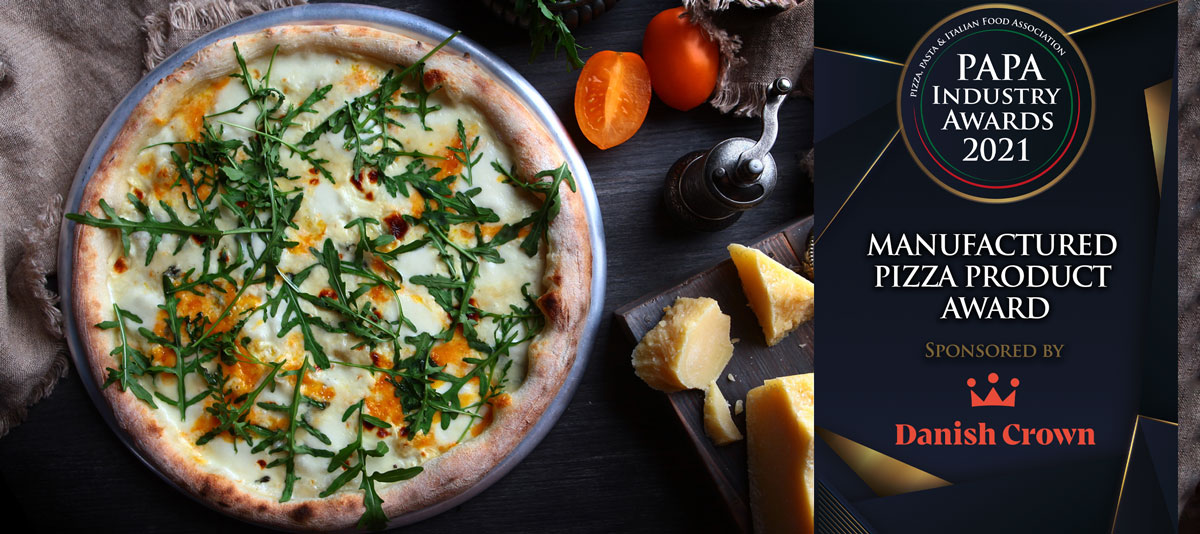 Pizza, Pasta & Italian Food Association
PAPA
Industry
Awards
2021
MANUFACTURED
PIZZA PRODUCT
AWARD
Sponsored by
Danish Crown